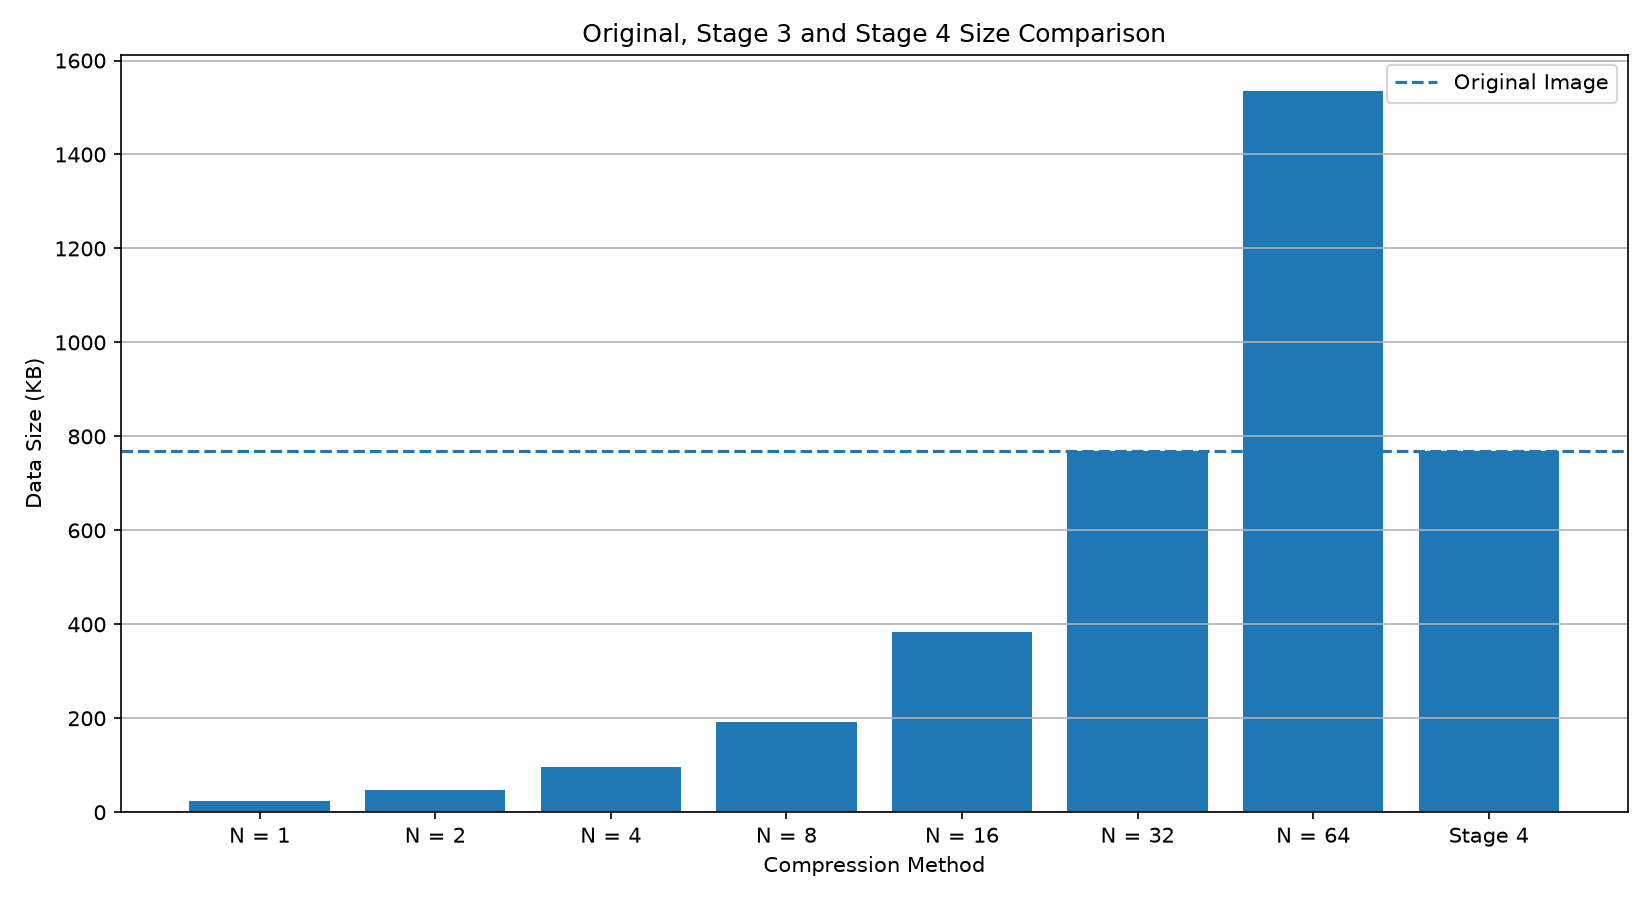 Original, Stage 3 and Stage 4 Size Comparison
Original Image
1600
1400
1200
1000
800
600
400
200
0
Data Size (KB)
N = 1 N = 2 N = 4 N = 8 N = 16 N = 32 N = 64 Stage 4
Compression Method